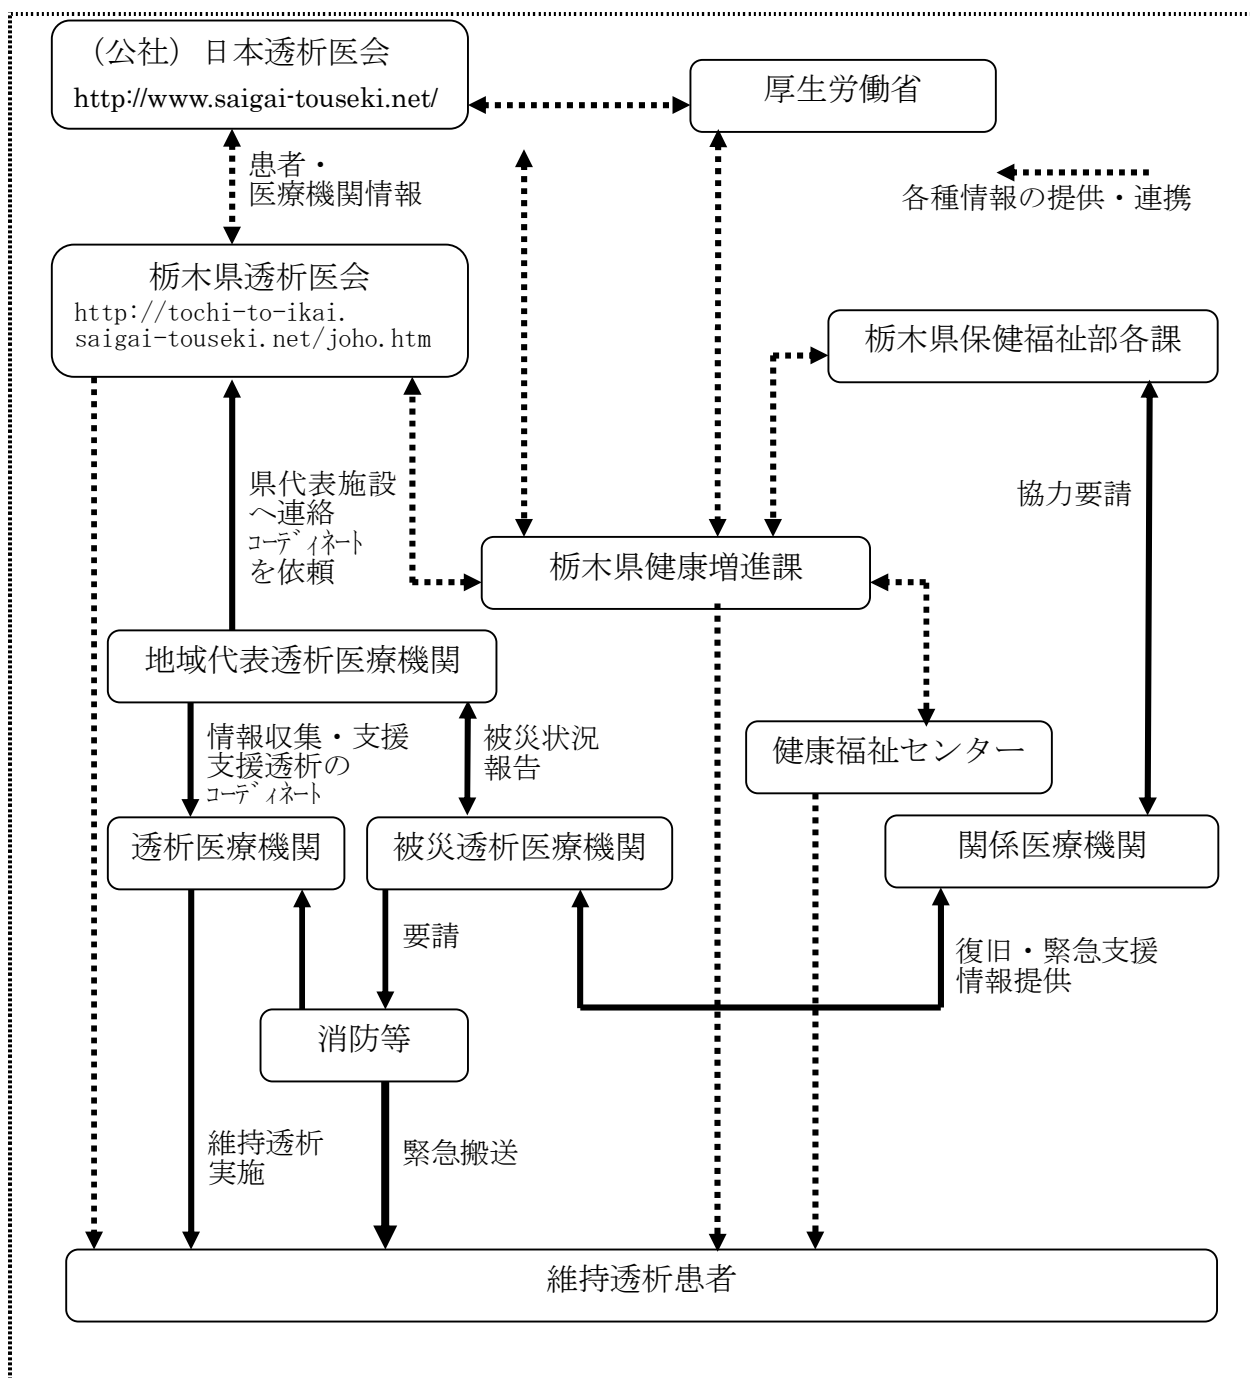 （公社）日本透析医会
http://www.saigai-touseki.net/
厚生労働省
患者・
医療機関情報
各種情報の提供・連携
栃木県透析医会
http://tochi-to-ikai.
saigai-touseki.net/joho.htm
栃木県保健福祉部各課
県代表施設
へ連絡
ｺｰﾃﾞｨﾈｰﾄ
を依頼
協力要請
栃木県健康増進課
地域代表透析医療機関
情報収集・支援
支援透析の
ｺｰﾃﾞｨﾈｰﾄ
被災状況
報告
健康福祉センター
透析医療機関
被災透析医療機関
関係医療機関
要請
復旧・緊急支援
情報提供
消防等
維持透析
実施
緊急搬送
維持透析患者